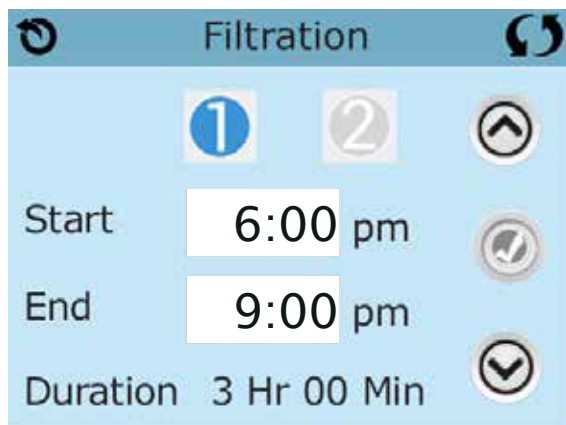 Filtration
1 2
Start 6:00 pm
End 9:00 pm
Duration 3 Hr 00 Min